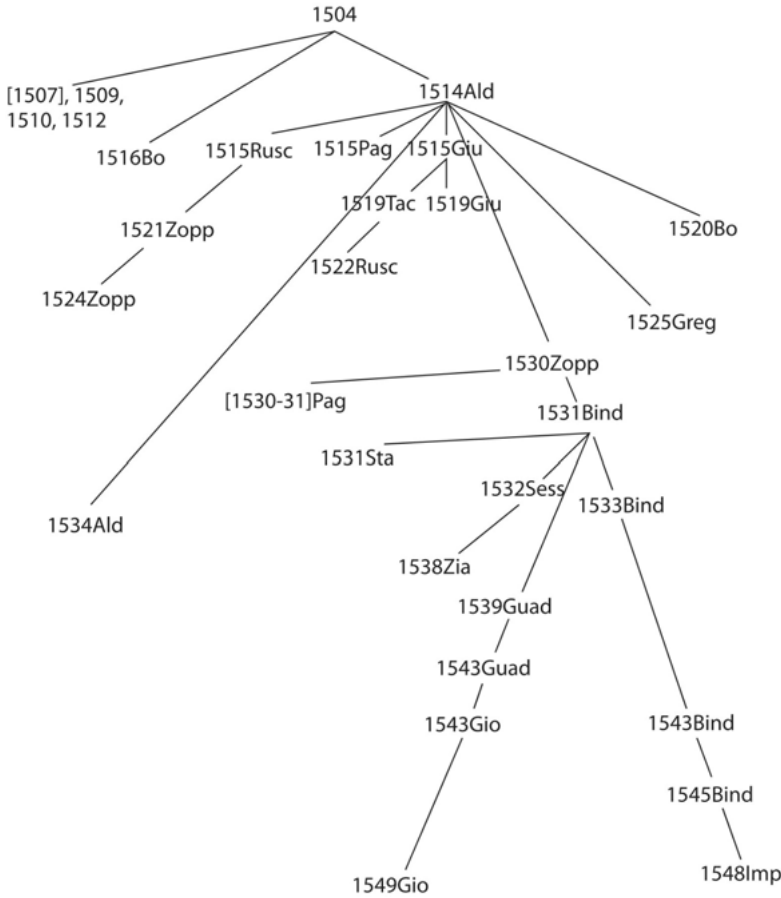 1504
[1507], 1509,
1510, 1512
1514Ald
1516Bo
1515Rusc
1515Pag
1515Giu
1519Tac
1519Giu
1521Zopp
1520Bo
1522Rusc
1524Zopp
1525Greg
1530Zopp
[1530-31]Pag
1531Bind
1531Sta
1532Sess
1533Bind
1534Ald
1538Zia
1539Guad
1543Guad
1543Gio
1543Bind
1545Bind
1548Imp
1549Gio